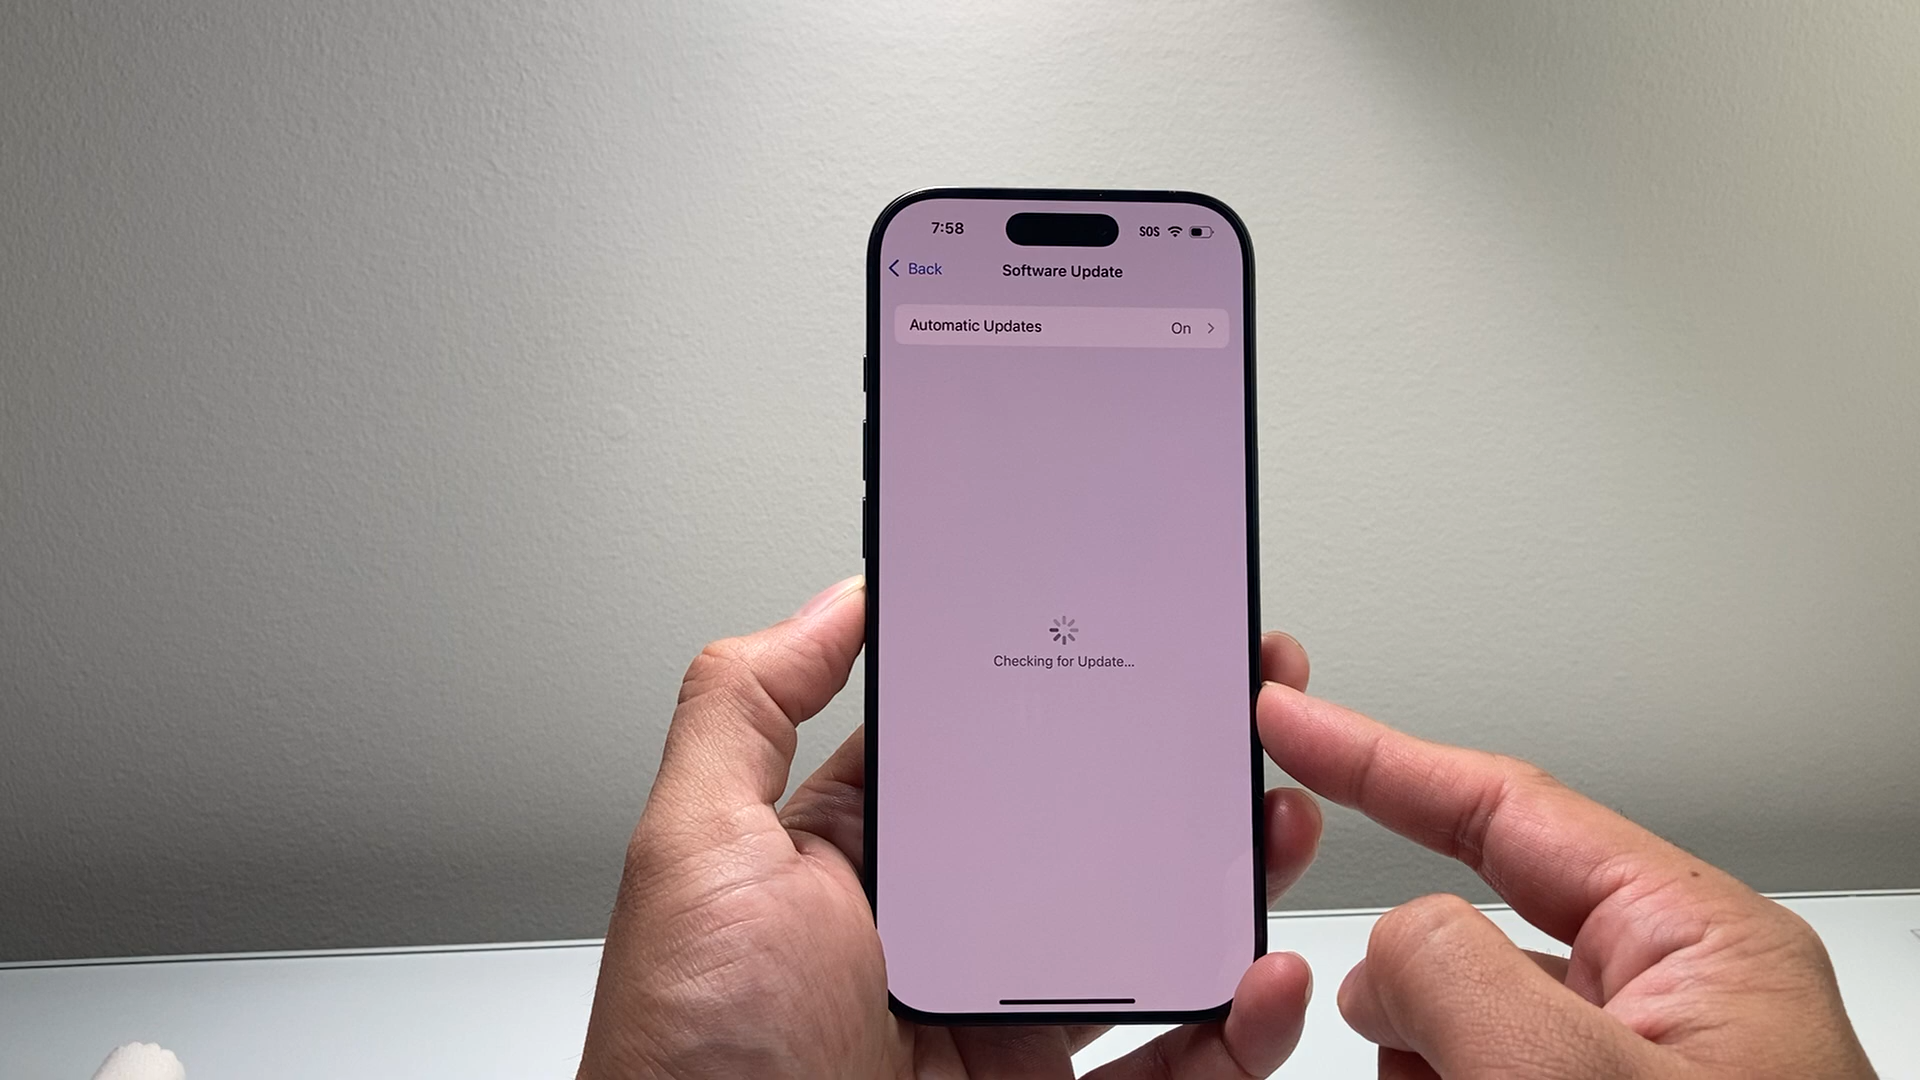 7:58 SOS
Back Software Update
Automatic Updates On
Checking for Update...